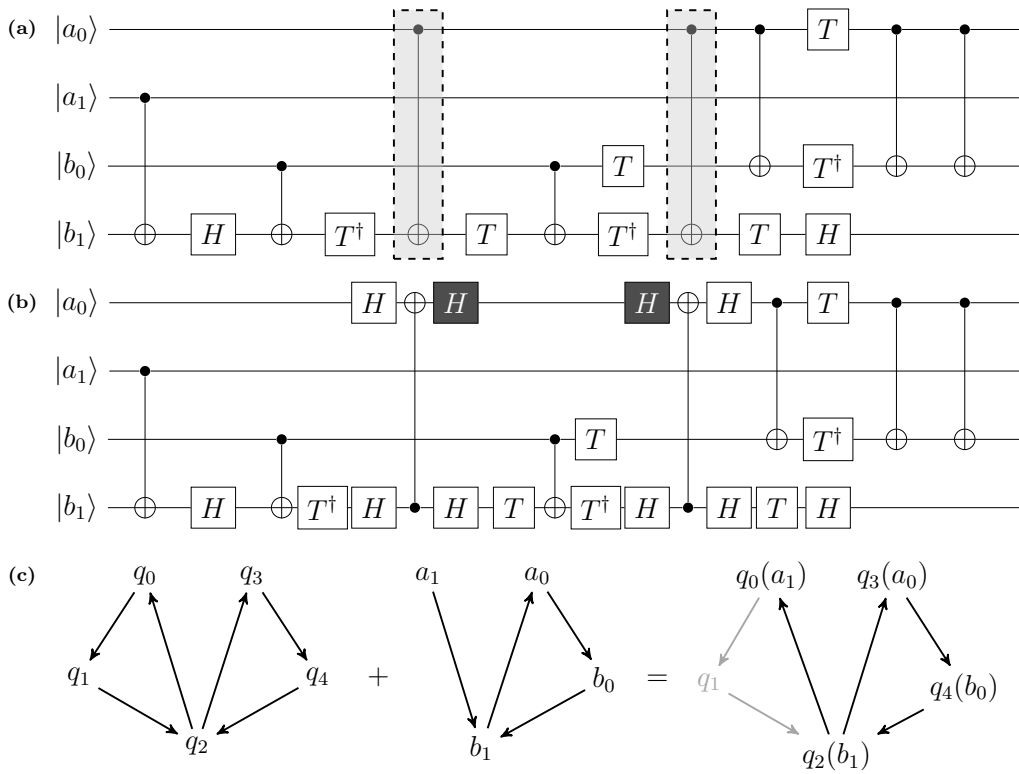 (a) |a₀⟩ T
|a₁⟩
|b₀⟩ T T†
|b₁⟩ H T† T T† T H
(b) |a₀⟩ H H H H T
|a₁⟩
|b₀⟩ T T†
|b₁⟩ H T† H H T T† H H T H
(c) q₀ q₃ a₁ a₀ q₀(a₁) q₃(a₀)
q₁ q₄ + b₀ = q₁ q₄(b₀)
q₂ b₁ q₂(b₁)